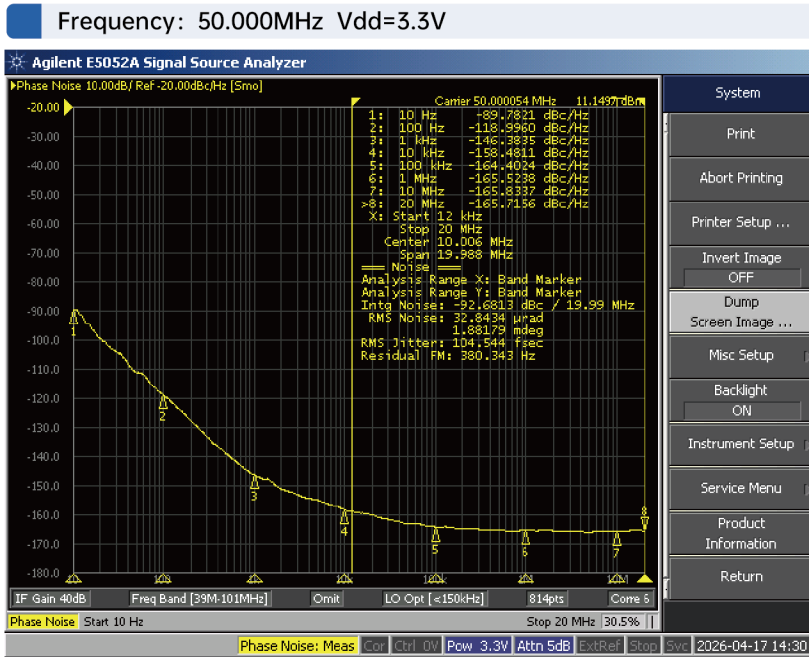 Frequency: 50.000MHz Vdd=3.3V
Agilent E5052A Signal Source Analyzer
Phase Noise 10.00dB/ Ref -20.00dBc/Hz [Smo]
Carrier 50.000054 MHz 11.1497 dBm
1: 10 Hz -89.7821 dBc/Hz
2: 100 Hz -118.9960 dBc/Hz
3: 1 kHz -146.3835 dBc/Hz
4: 10 kHz -158.4811 dBc/Hz
5: 100 kHz -164.4024 dBc/Hz
6: 1 MHz -165.5238 dBc/Hz
7: 10 MHz -165.8337 dBc/Hz
>8: 20 MHz -165.7156 dBc/Hz
X: Start 12 kHz
Stop 20 MHz
Center 10.006 MHz
Span 19.988 MHz
=== Noise ===
Analysis Range X: Band Marker
Analysis Range Y: Band Marker
Intg Noise: -92.6813 dBc / 19.99 MHz
RMS Noise: 32.8434 µrad
1.88179 mdeg
RMS Jitter: 104.544 fsec
Residual FM: 380.343 Hz
-20.00
-30.00
-40.00
-50.00
-60.00
-70.00
-80.00
-90.00
-100.0
-110.0
-120.0
-130.0
-140.0
-150.0
-160.0
-170.0
-180.0
1
2
3
4
5
6
7
8
IF Gain 40dB
Freq Band [39M-101MHz]
Omit
LO Opt [<150kHz]
814pts
Corre 6
Phase Noise Start 10 Hz
Stop 20 MHz 30.5%
Phase Noise: Meas Cor Ctrl 0V Pow 3.3V Attn 5dB ExtRef Stop Svc 2026-04-17 14:30
System
Print
Abort Printing
Printer Setup ...
Invert Image
OFF
Dump
Screen Image ...
Misc Setup
Backlight
ON
Instrument Setup
Service Menu
Product
Information
Return